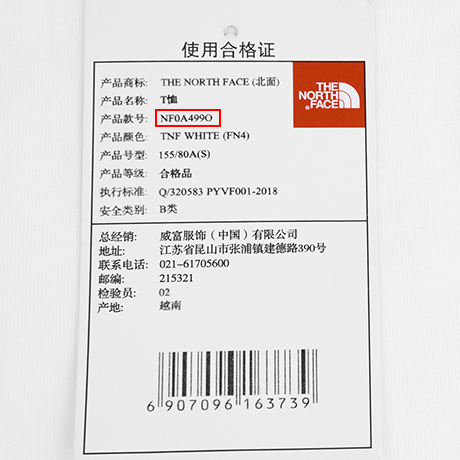 使用合格证
产品商标: THE NORTH FACE (北面)
产品名称: T恤
产品款号: NF0A499O
产品颜色: TNF WHITE (FN4)
产品号型: 155/80A(S)
产品等级: 合格品
执行标准: Q/320583 PYVF001-2018
安全类别: B类
THE
NORTH
FACE
总经销: 威富服饰（中国）有限公司
地址: 江苏省昆山市张浦镇建德路390号
联系电话: 021-61705600
邮编: 215321
检验员: 02
产地: 越南
6 907096 163739